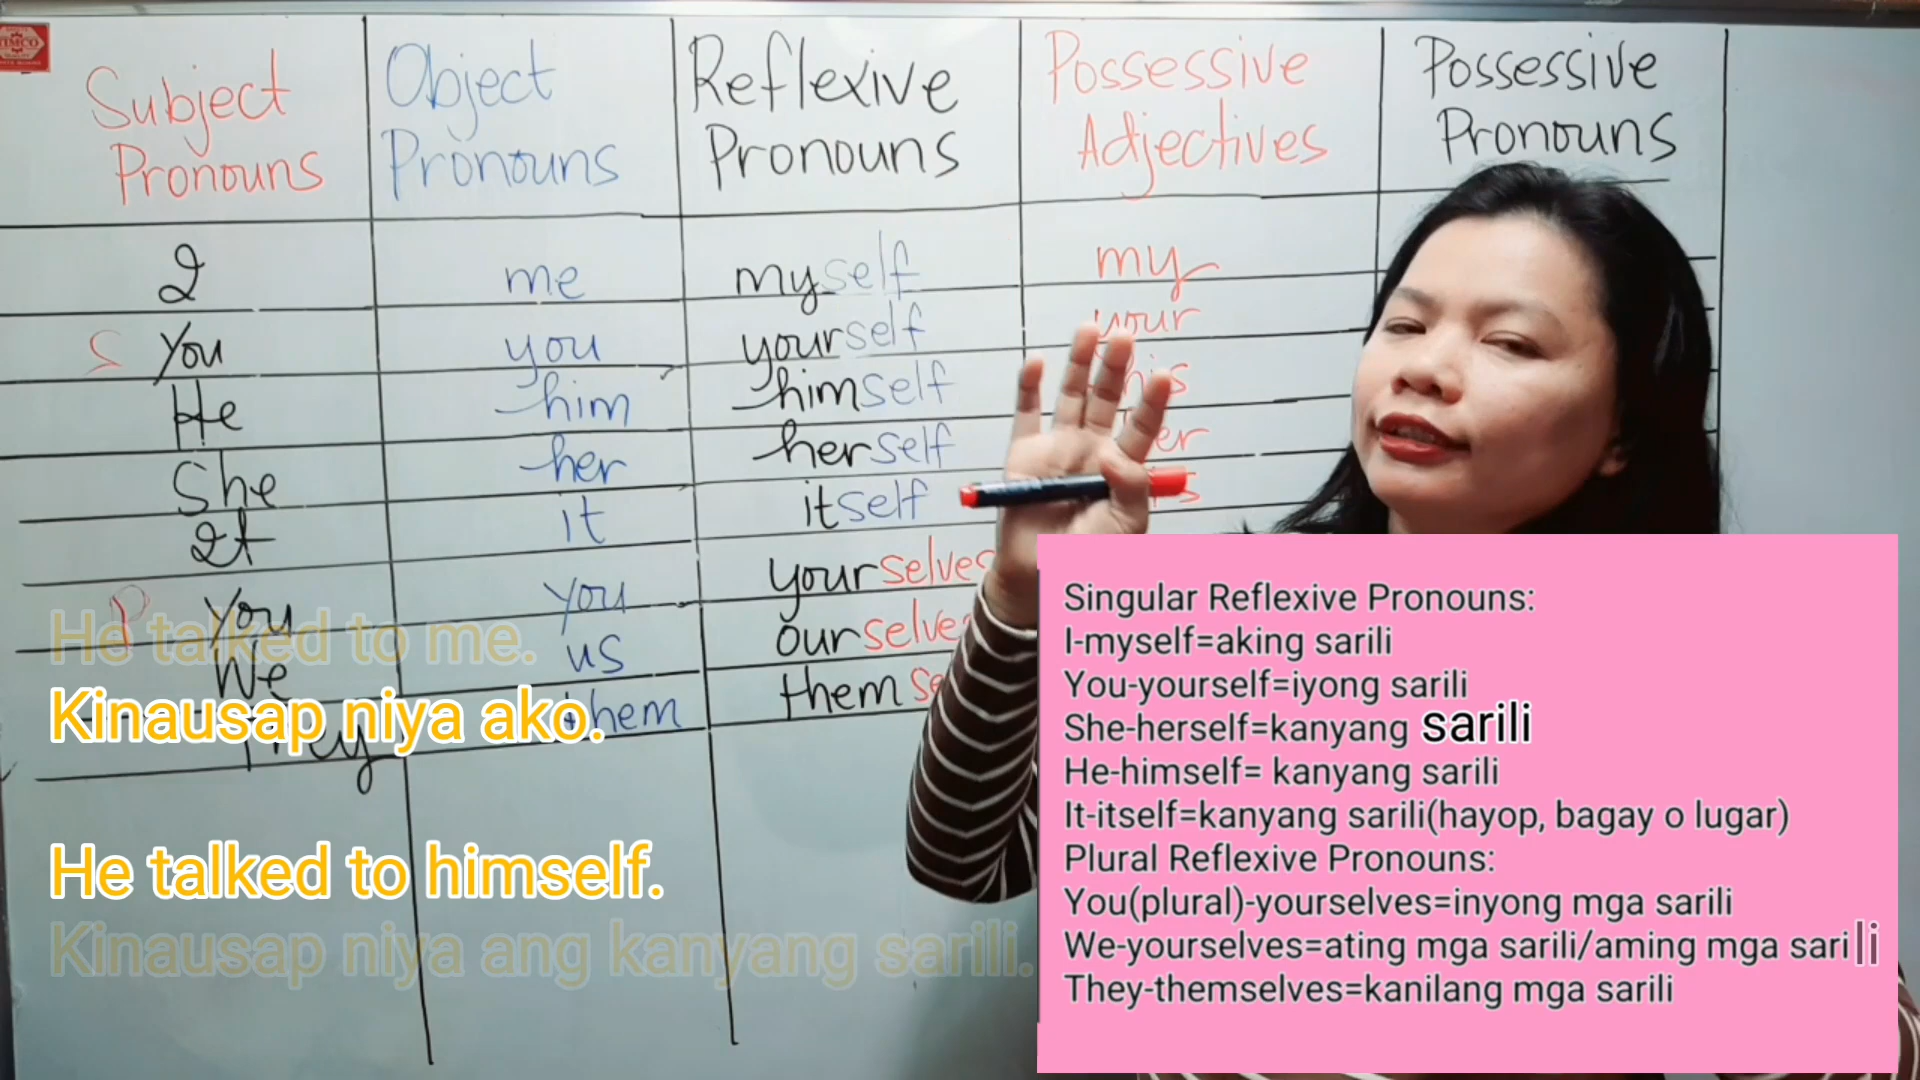 Subject Pronouns
Object Pronouns
Reflexive Pronouns
Possessive Adjectives
Possessive Pronouns
I me myself my
S You you yourself your
He him himself his
She her herself
It it itself
P You you yourselves
We us ourselves
They them them
He talked to me.
Kinausap niya ako.
He talked to himself.
Kinausap niya ang kanyang sarili.
Singular Reflexive Pronouns:
I-myself=aking sarili
You-yourself=iyong sarili
She-herself=kanyang sarili
He-himself= kanyang sarili
It-itself=kanyang sarili(hayop, bagay o lugar)
Plural Reflexive Pronouns:
You(plural)-yourselves=inyong mga sarili
We-yourselves=ating mga sarili/aming mga sarili
They-themselves=kanilang mga sarili